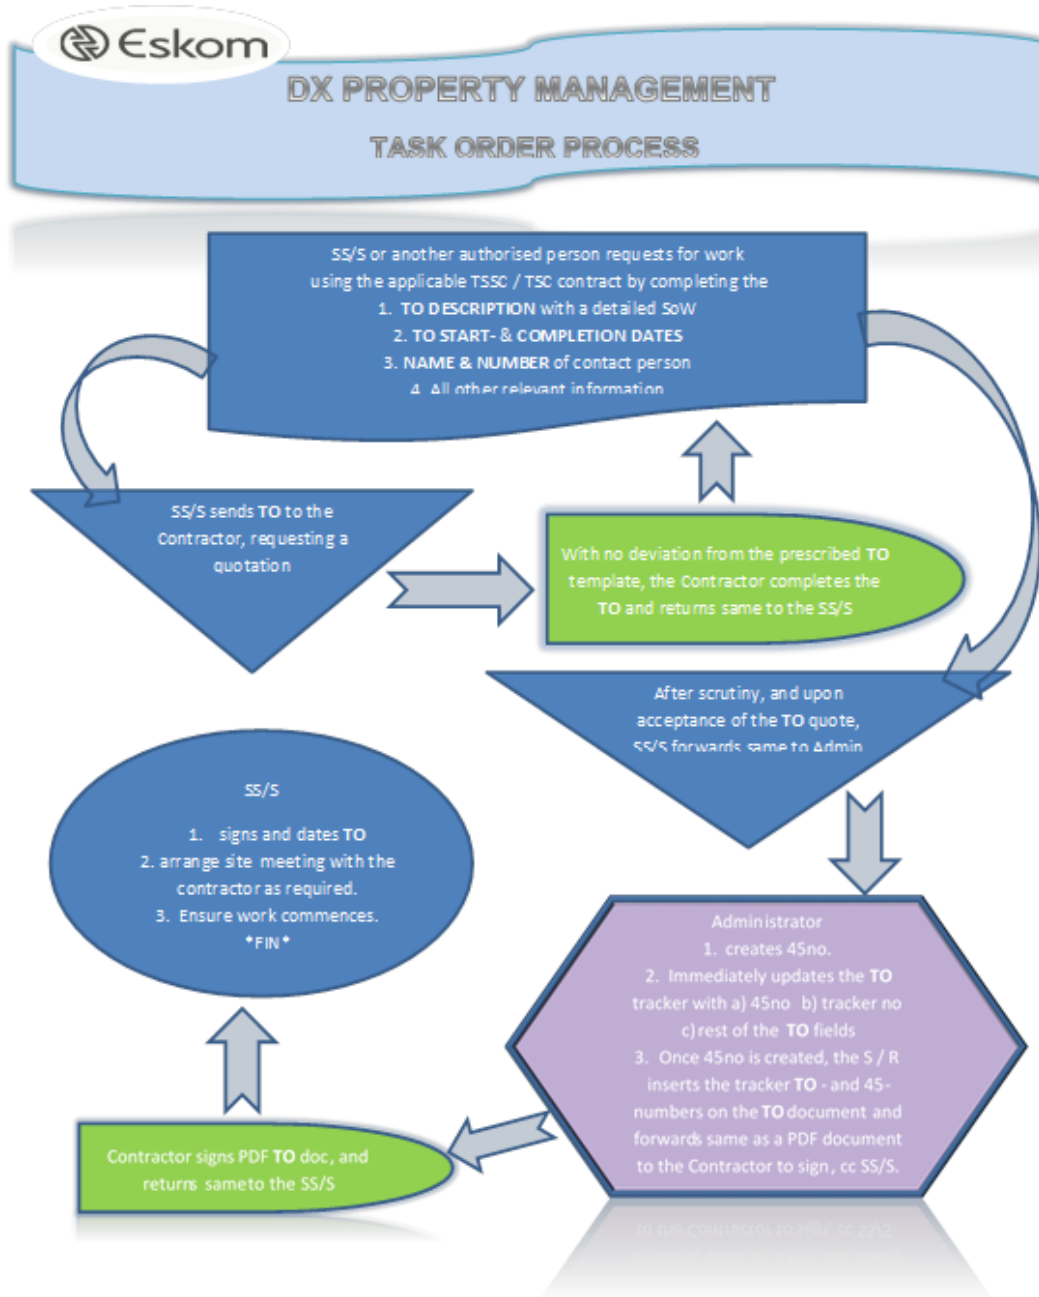 Eskom
DX PROPERTY MANAGEMENT
TASK ORDER PROCESS
SS/S or another authorised person requests for work
using the applicable TSSC / TSC contract by completing the
1. TO DESCRIPTION with a detailed SoW
2. TO START- & COMPLETION DATES
3. NAME & NUMBER of contact person
4. All other relevant information
SS/S sends TO to the
Contractor, requesting a
quotation
With no deviation from the prescribed TO
template, the Contractor completes the
TO and returns same to the SS/S
After scrutiny, and upon
acceptance of the TO quote,
SS/S forwards same to Admin
SS/S
1. signs and dates TO
2. arrange site meeting with the
contractor as required.
3. Ensure work commences.
*FIN*
Administrator
1. creates 45no.
2. Immediately updates the TO
tracker with a) 45no b) tracker no
c) rest of the TO fields
3. Once 45no is created, the S / R
inserts the tracker TO - and 45-
numbers on the TO document and
forwards same as a PDF document
to the Contractor to sign, cc SS/S.
Contractor signs PDF TO doc, and
returns sameto the SS/S